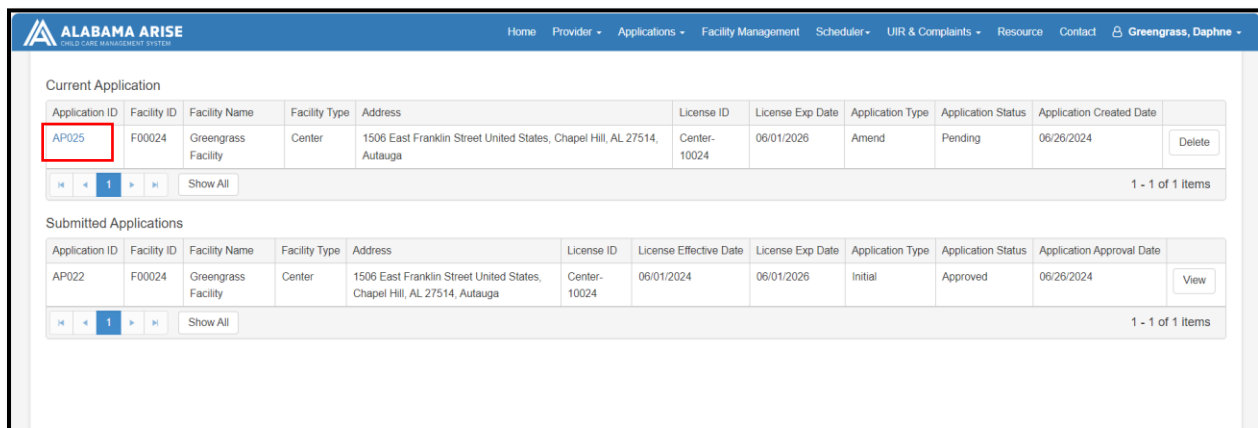 ALABAMA ARISE
CHILD CARE MANAGEMENT SYSTEM
Home Provider Applications Facility Management Scheduler UIR & Complaints Resource Contact Greengrass, Daphne
Current Application
Application ID Facility ID Facility Name Facility Type Address License ID License Exp Date Application Type Application Status Application Created Date
AP025 F00024 Greengrass Center 1506 East Franklin Street United States, Chapel Hill, AL 27514, Center- 06/01/2026 Amend Pending 06/26/2024 Delete
Facility Autauga 10024
1 Show All 1 - 1 of 1 items
Submitted Applications
Application ID Facility ID Facility Name Facility Type Address License ID License Effective Date License Exp Date Application Type Application Status Application Approval Date
AP022 F00024 Greengrass Center 1506 East Franklin Street United States, Center- 06/01/2024 06/01/2026 Initial Approved 06/26/2024 View
Facility Chapel Hill, AL 27514, Autauga 10024
1 Show All 1 - 1 of 1 items